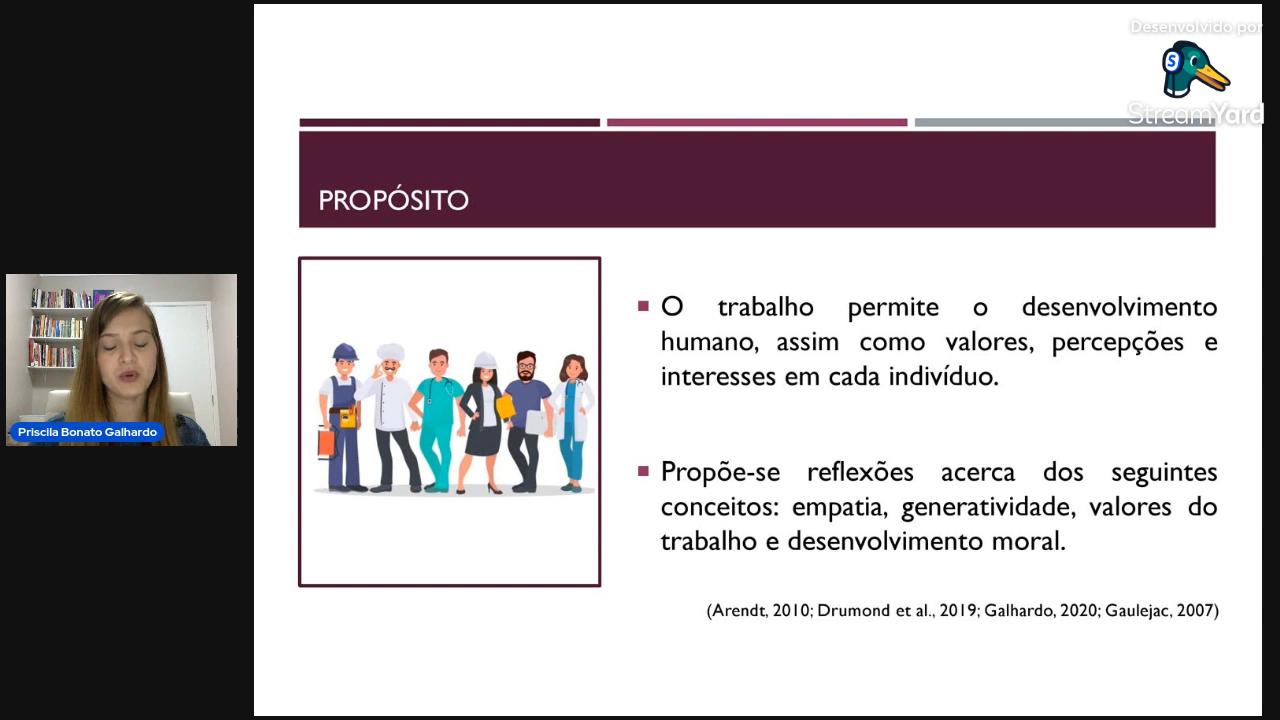 Desenvolvido por
S
StreamYard
PROPÓSITO
O trabalho permite o desenvolvimento
humano, assim como valores, percepções e
interesses em cada indivíduo.
Propõe-se reflexões acerca dos seguintes
conceitos: empatia, generatividade, valores do
trabalho e desenvolvimento moral.
(Arendt, 2010; Drumond et al., 2019; Galhardo, 2020; Gaulejac, 2007)
Priscila Bonato Galhardo